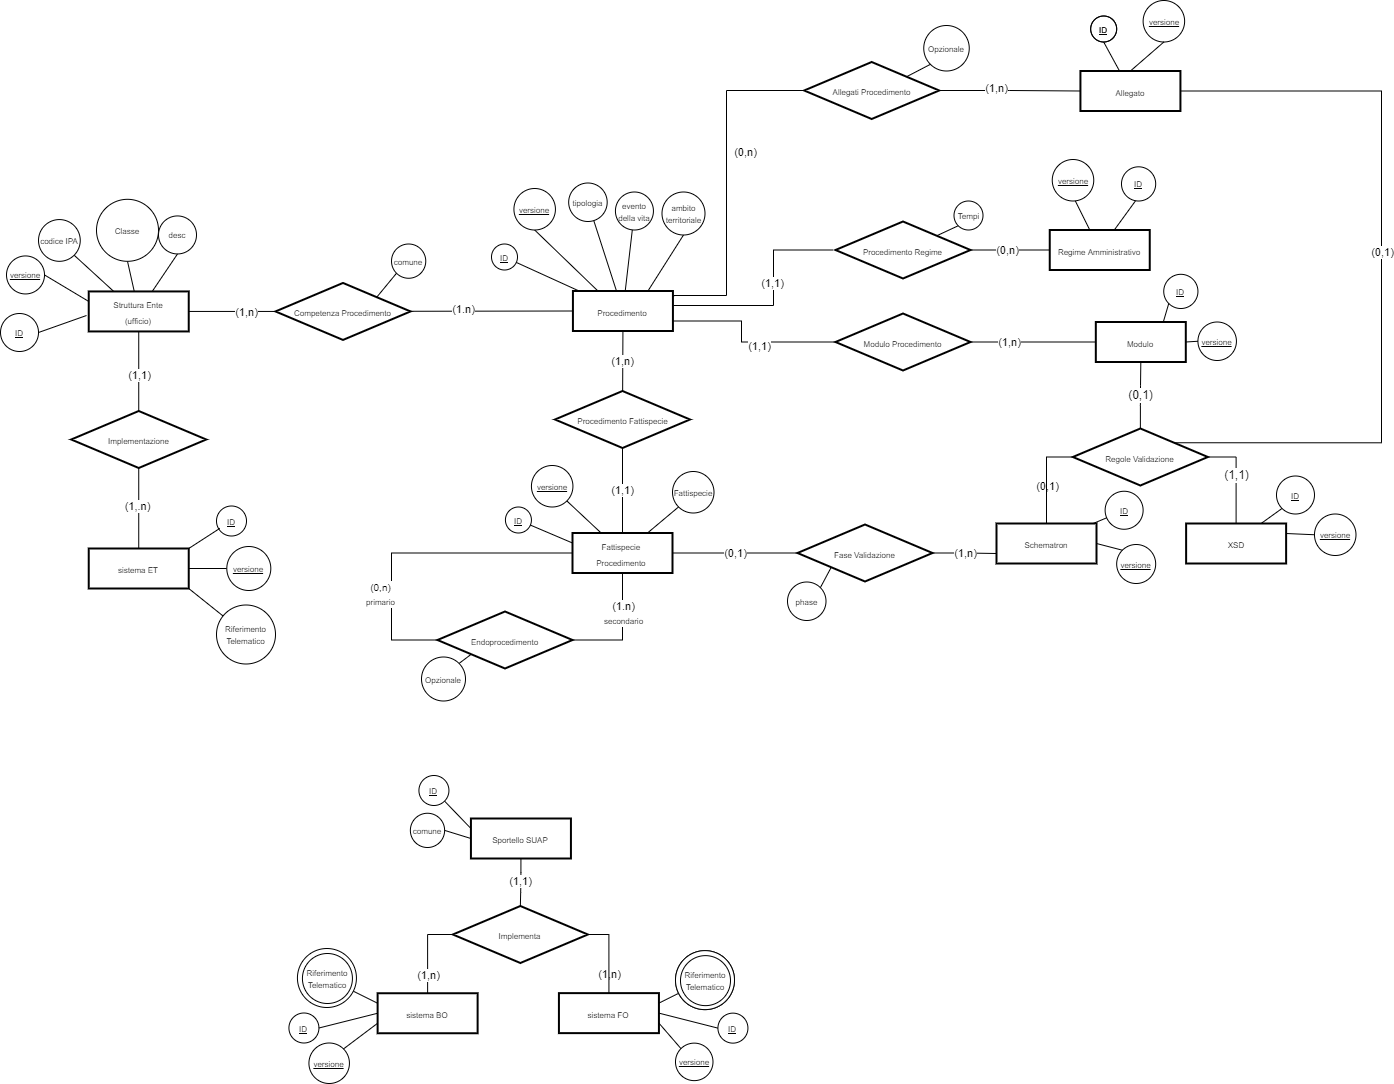 ID
versione
Opzionale
Allegati Procedimento
(1,n)
Allegato
(0,n)
versione
ID
Tempi
Procedimento Regime
(0,n)
Regime Amministrativo
(1,1)
(0,1)
ID
versione
Modulo Procedimento
(1,1)
(1,n)
Modulo
(0,1)
versione
tipologia
evento
della vita
ambito
territoriale
ID
Procedimento
codice IPA
Classe
desc
versione
ID
Struttura Ente
(ufficio)
(1,n)
comune
Competenza Procedimento
(1.n)
(1,1)
Implementazione
(1,.n)
sistema ET
ID
versione
Riferimento
Telematico
(1,n)
Procedimento Fattispecie
(1,1)
versione
Fattispecie
ID
Fattispecie
Procedimento
(0,n)
primario
(1.n)
secondario
Endoprocedimento
Opzionale
(0,1)
Fase Validazione
phase
(1,n)
Regole Validazione
(0,1)
(1,1)
ID
versione
Schematron
ID
versione
XSD
ID
comune
Sportello SUAP
(1,1)
Implementa
(1,n)
(1,n)
Riferimento
Telematico
ID
versione
sistema BO
sistema FO
Riferimento
Telematico
ID
versione